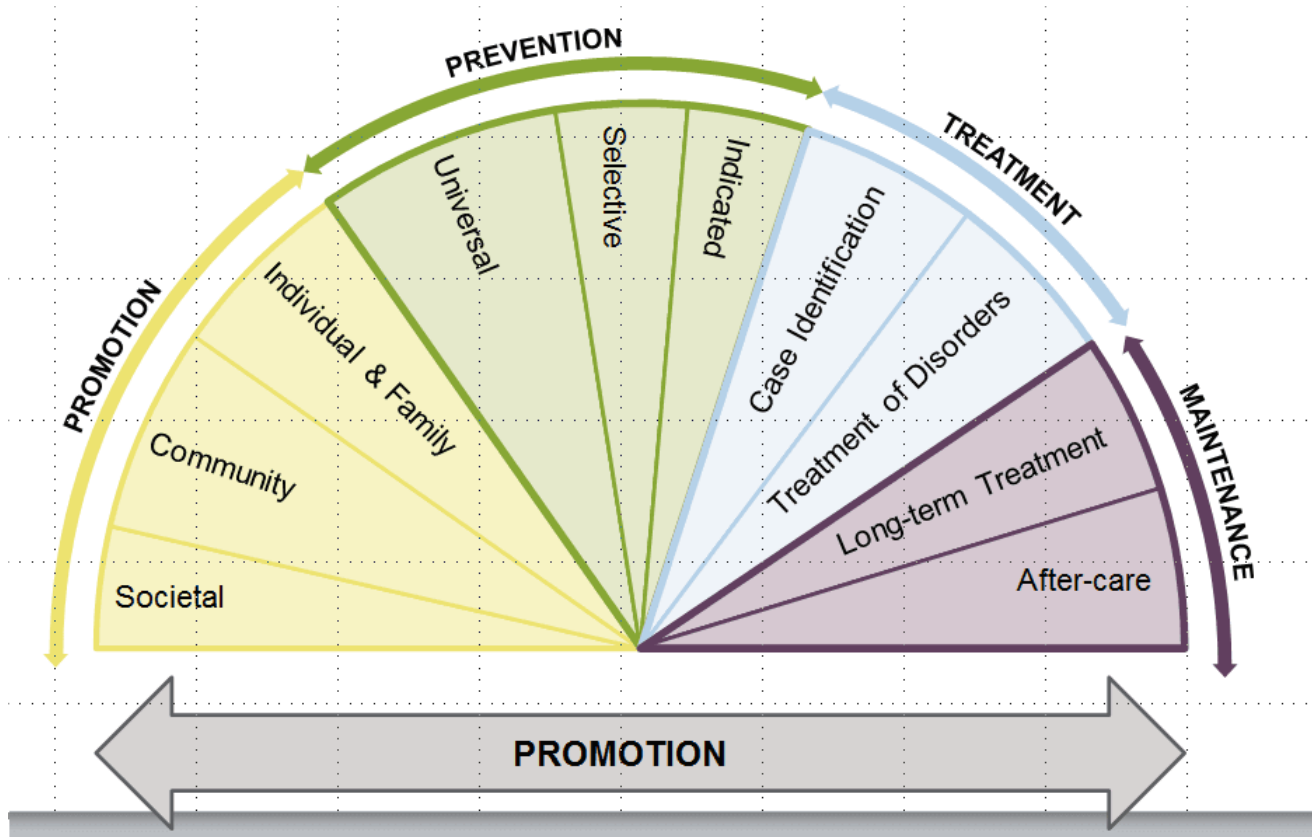 PREVENTION
TREATMENT
PROMOTION
MAINTENANCE
Societal
Community
Individual & Family
Universal
Selective
Indicated
Case Identification
Treatment of Disorders
Long-term Treatment
After-care
PROMOTION